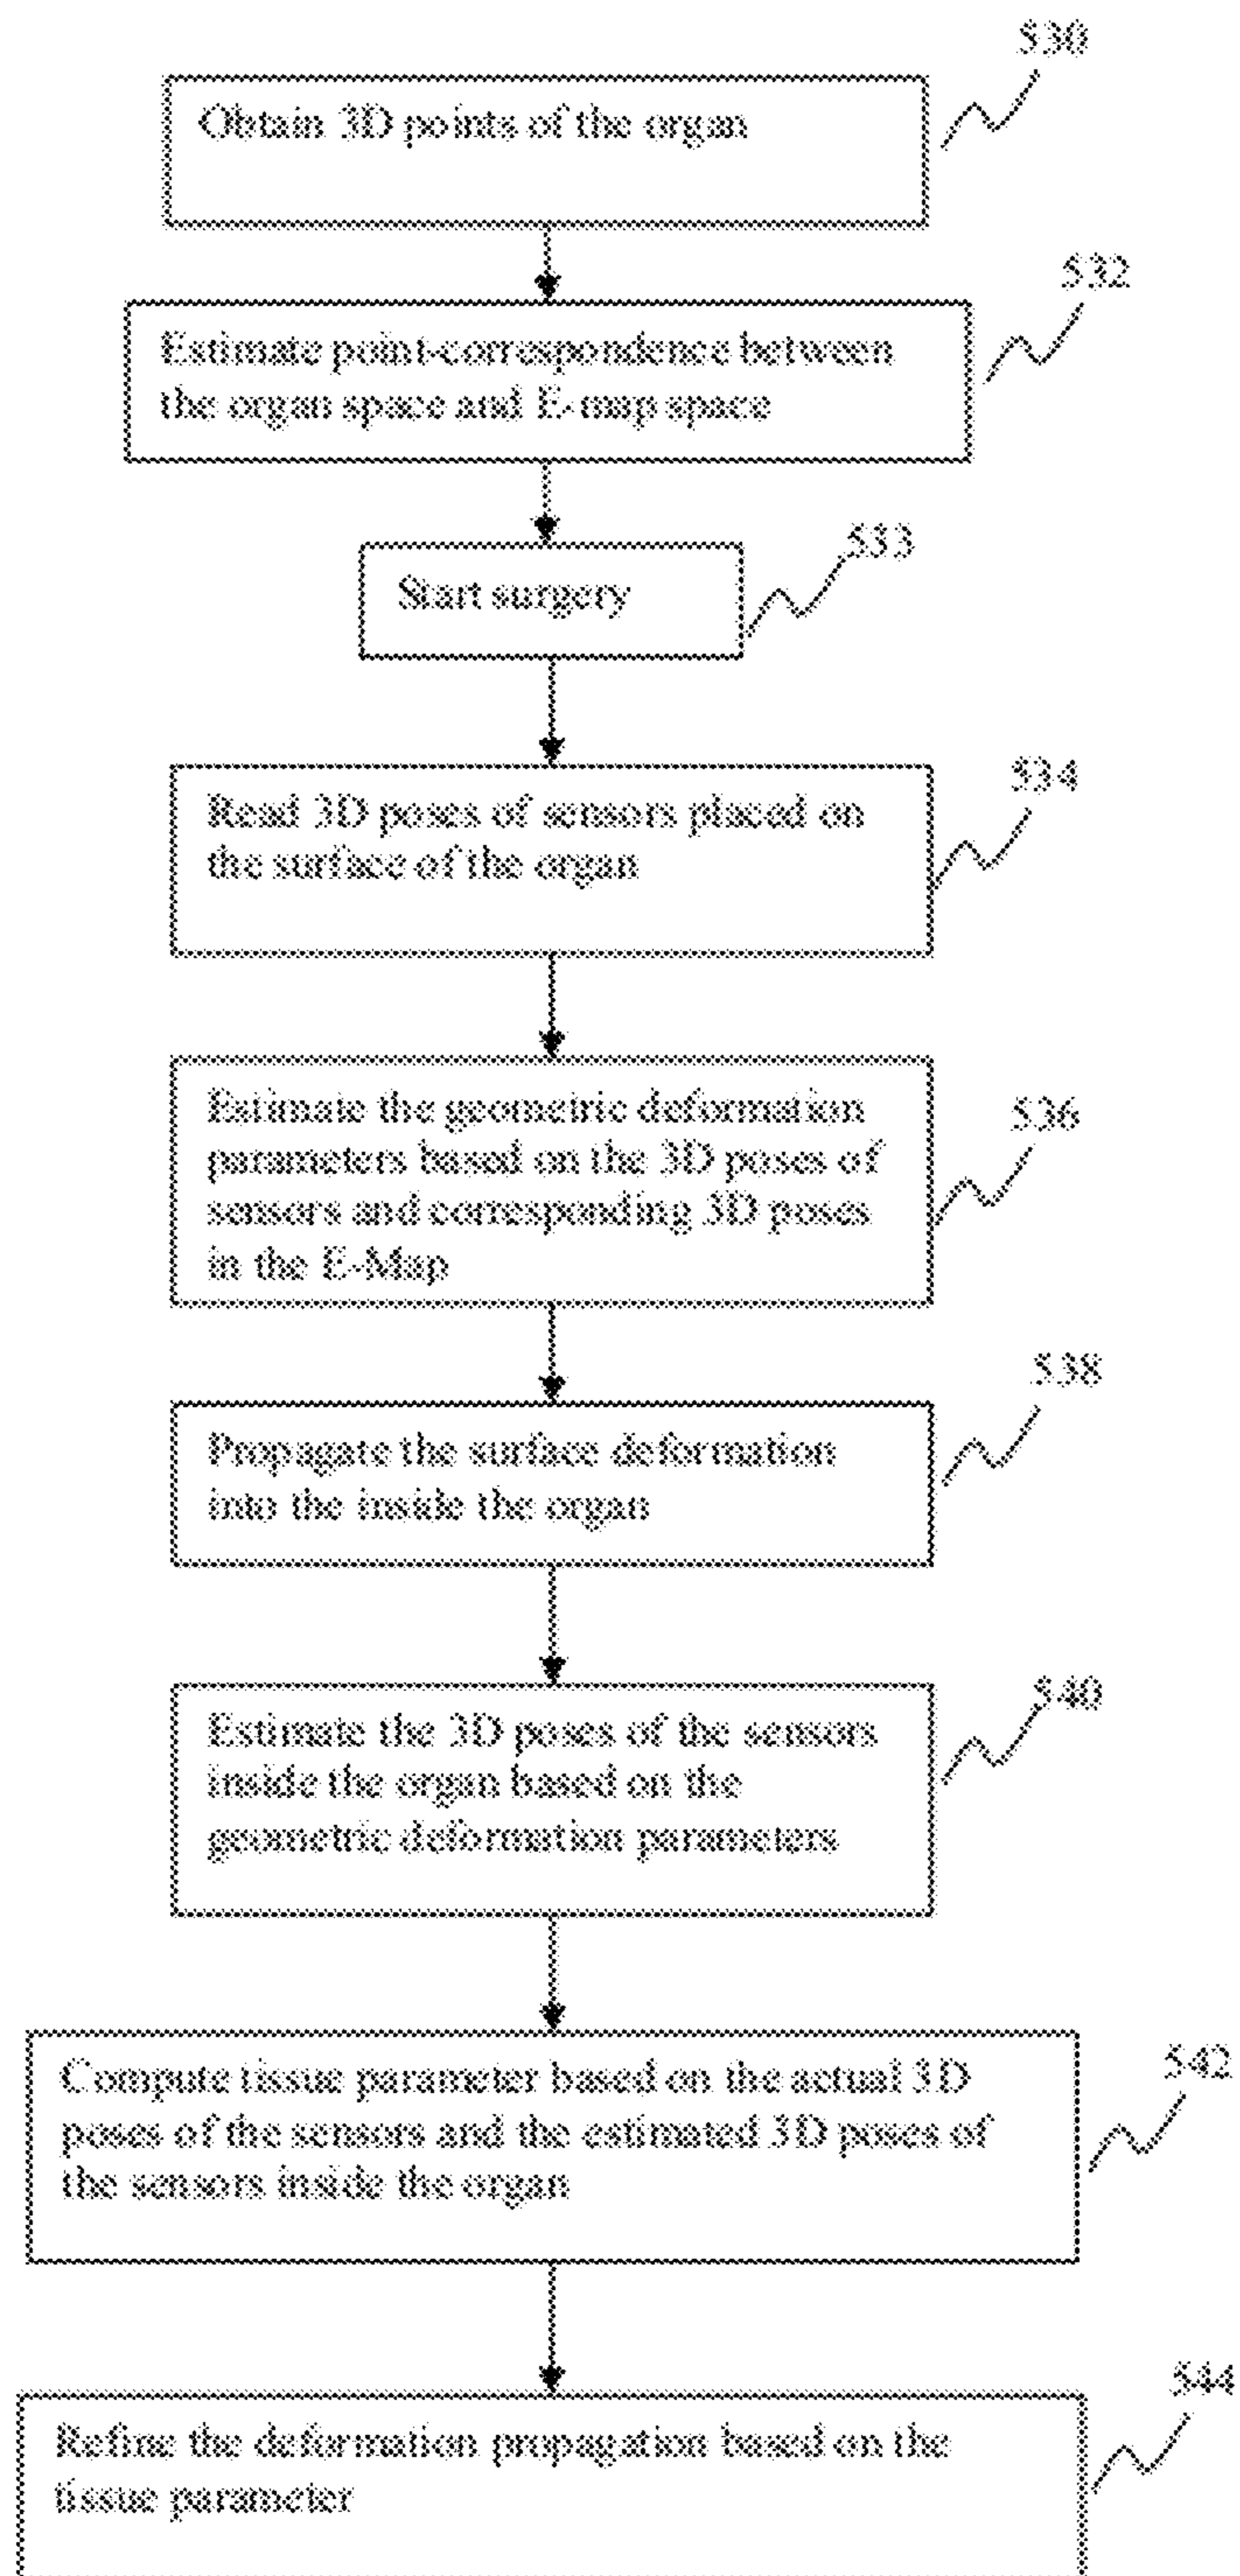 530
Obtain 3D points of the organ
532
Estimate point-correspondence between
the organ space and E-map space
533
Start surgery
534
Read 3D poses of sensors placed on
the surface of the organ
536
Estimate the geometric deformation
parameters based on the 3D poses of
sensors and corresponding 3D poses
in the E-Map
538
Propagate the surface deformation
into the inside the organ
540
Estimate the 3D poses of the sensors
inside the organ based on the
geometric deformation parameters
542
Compute tissue parameter based on the actual 3D
poses of the sensors and the estimated 3D poses of
the sensors inside the organ
544
Refine the deformation propagation based on the
tissue parameter